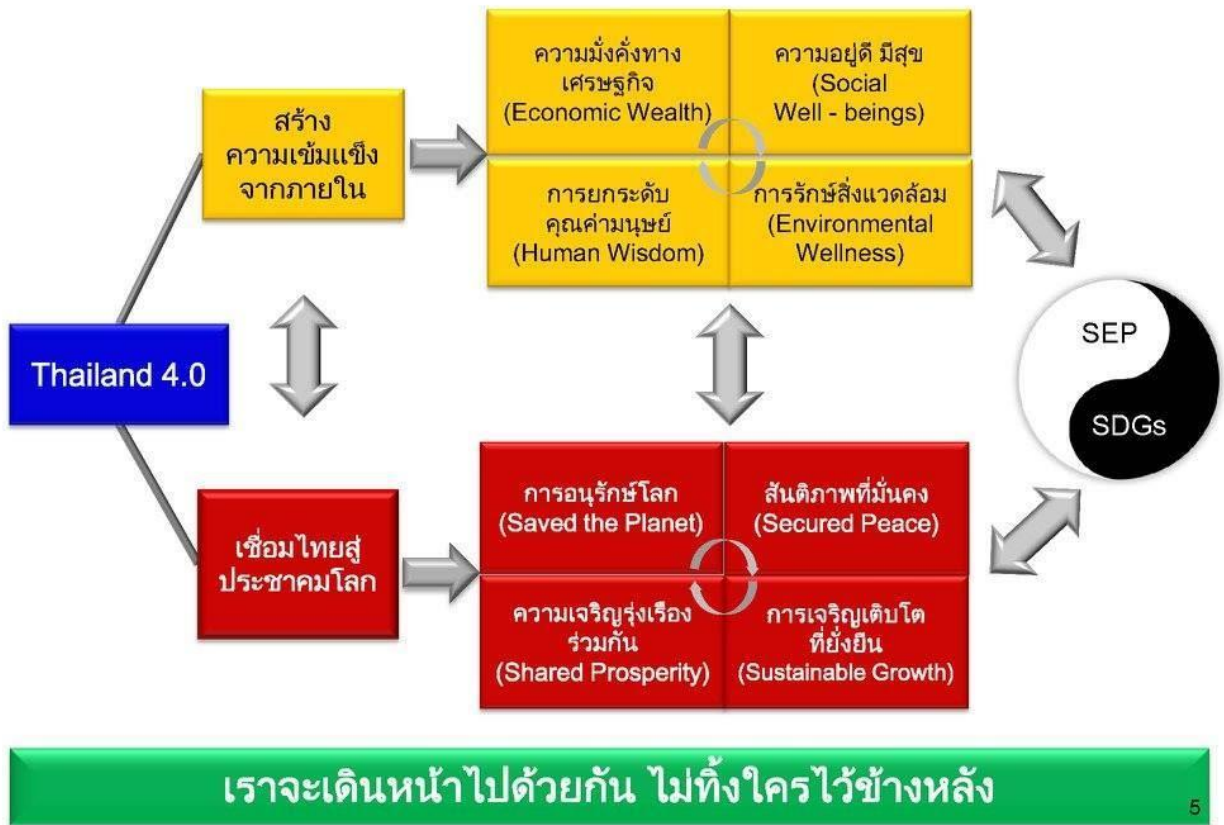 ความมั่งคั่งทาง
เศรษฐกิจ
(Economic Wealth)
ความอยู่ดี มีสุข
(Social
Well - beings)
สร้าง
ความเข้มแข็ง
จากภายใน
การยกระดับ
คุณค่ามนุษย์
(Human Wisdom)
การรักษ์สิ่งแวดล้อม
(Environmental
Wellness)
Thailand 4.0
SEP
SDGs
เชื่อมไทยสู่
ประชาคมโลก
การอนุรักษ์โลก
(Saved the Planet)
สันติภาพที่มั่นคง
(Secured Peace)
ความเจริญรุ่งเรือง
ร่วมกัน
(Shared Prosperity)
การเจริญเติบโต
ที่ยั่งยืน
(Sustainable Growth)
เราจะเดินหน้าไปด้วยกัน ไม่ทิ้งใครไว้ข้างหลัง
5